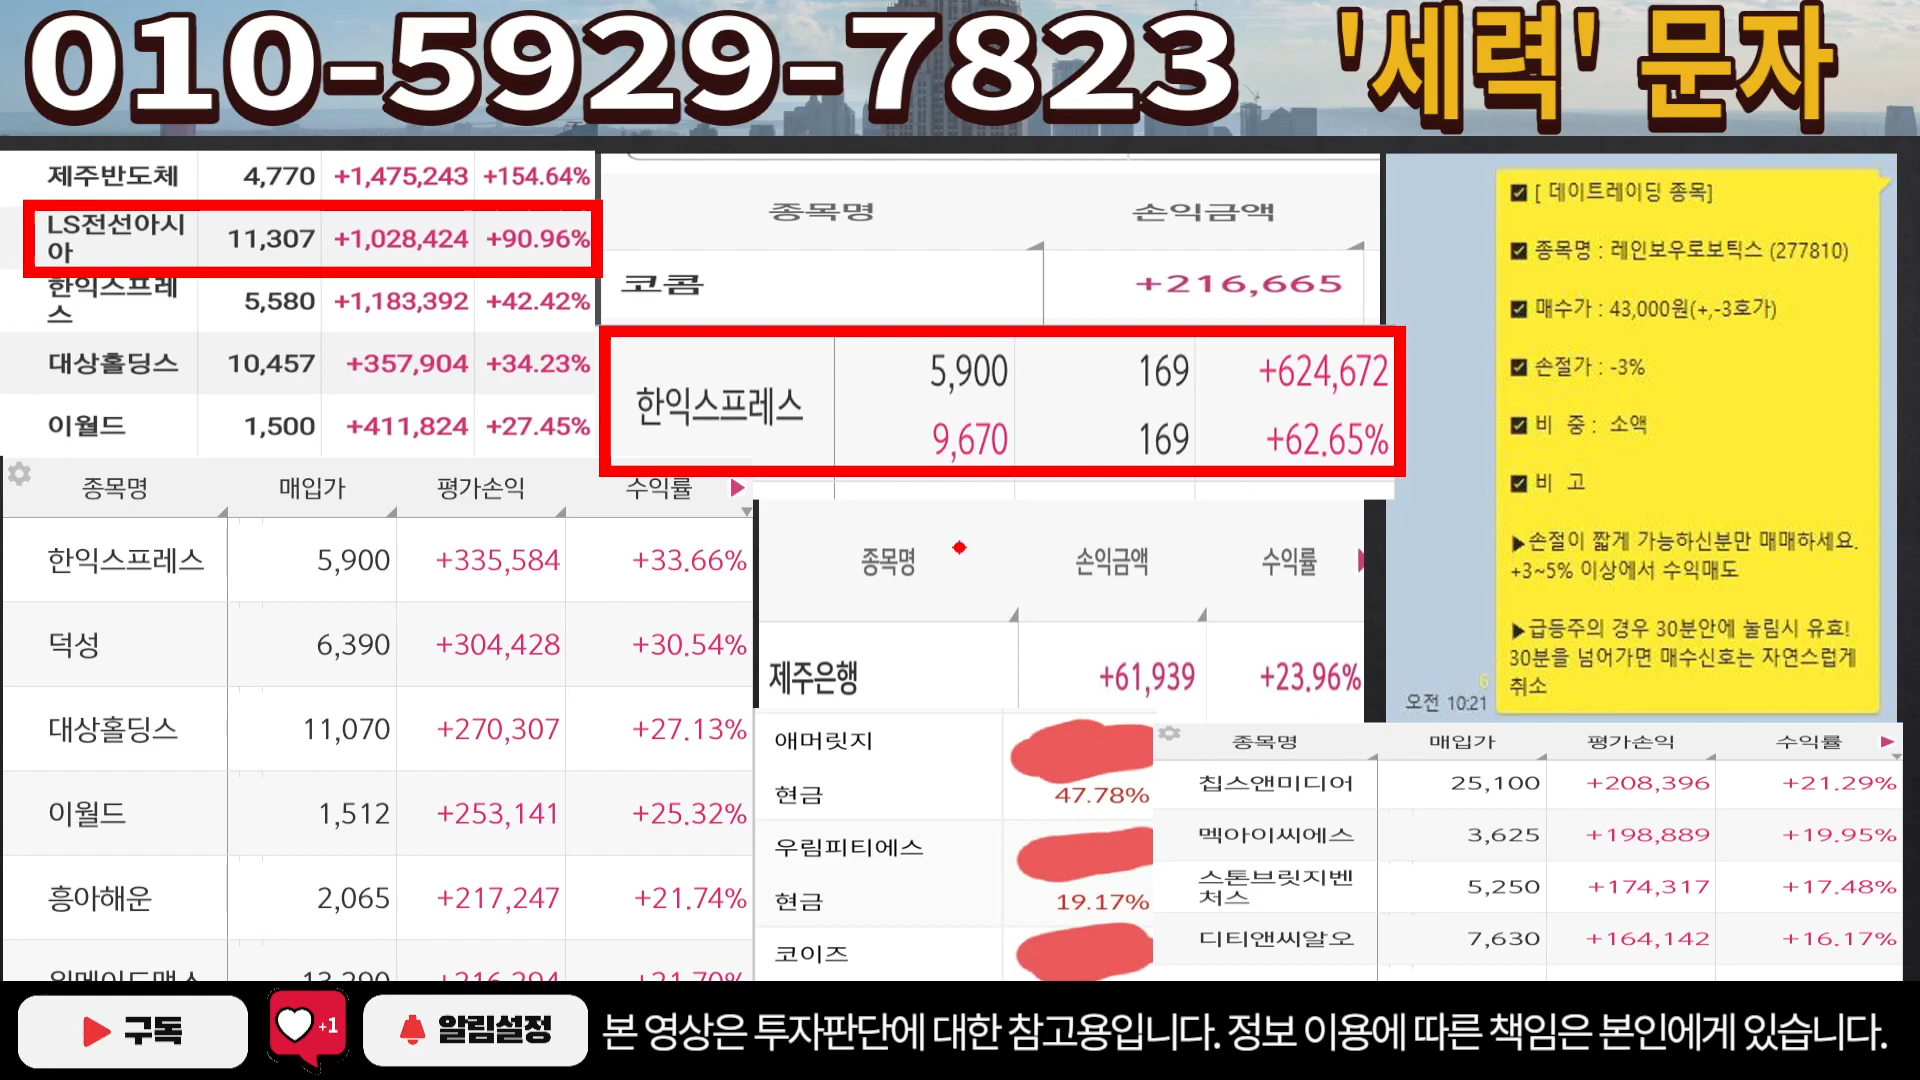 010-5929-7823 '세력' 문자
제주반도체 4,770 +1,475,243 +154.64%
LS전선아시
아 11,307 +1,028,424 +90.96%
한익스프레
스 5,580 +1,183,392 +42.42%
대상홀딩스 10,457 +357,904 +34.23%
이월드 1,500 +411,824 +27.45%
종목명 손익금액
코콤 +216,665
한익스프레스
5,900 169 +624,672
9,670 169 +62.65%
[ 데이트레이딩 종목]
종목명 : 레인보우로보틱스 (277810)
매수가 : 43,000원(+,-3호가)
손절가 : -3%
비 중 : 소액
비 고
▶손절이 짧게 가능하신분만 매매하세요.
+3~5% 이상에서 수익매도
▶급등주의 경우 30분안에 눌림시 유효!
30분을 넘어가면 매수신호는 자연스럽게
취소
6
오전 10:21
종목명 매입가 평가손익 수익률
한익스프레스 5,900 +335,584 +33.66%
덕성 6,390 +304,428 +30.54%
대상홀딩스 11,070 +270,307 +27.13%
이월드 1,512 +253,141 +25.32%
흥아해운 2,065 +217,247 +21.74%
종목명 손익금액 수익률
제주은행 +61,939 +23.96%
애머릿지
현금 47.78%
우림피티에스
현금 19.17%
코이즈
종목명 매입가 평가손익 수익률
칩스앤미디어 25,100 +208,396 +21.29%
멕아이씨에스 3,625 +198,889 +19.95%
스톤브릿지벤
처스 5,250 +174,317 +17.48%
디티앤씨알오 7,630 +164,142 +16.17%
구독 +1 알림설정 본 영상은 투자판단에 대한 참고용입니다. 정보 이용에 따른 책임은 본인에게 있습니다.